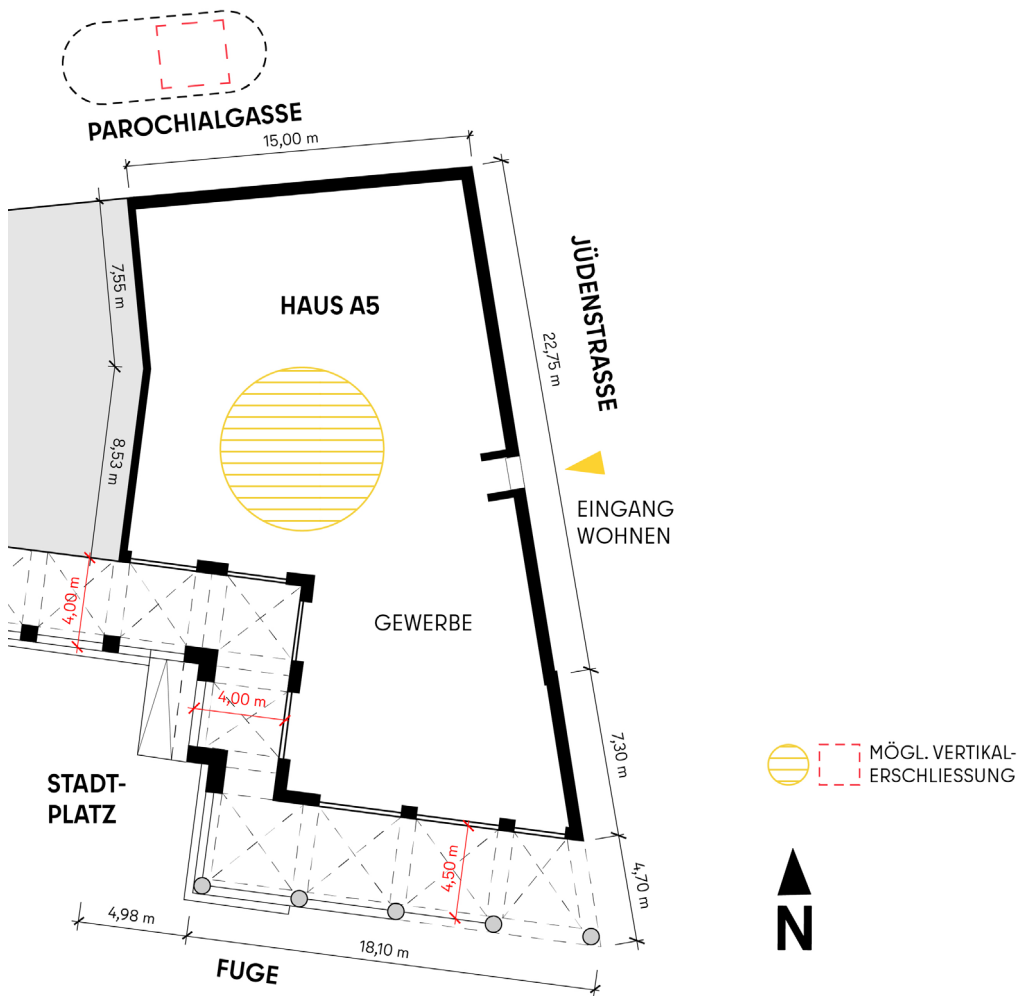 PAROCHIALGASSE
15,00 m
7,55 m
HAUS A5
JÜDENSTRASSE
22,75 m
8,53 m
EINGANG
WOHNEN
4,00 m
GEWERBE
4,00 m
7,30 m
MÖGL. VERTIKAL-
ERSCHLIESSUNG
STADT-
PLATZ
4,50 m
4,70 m
4,98 m
18,10 m
FUGE
N